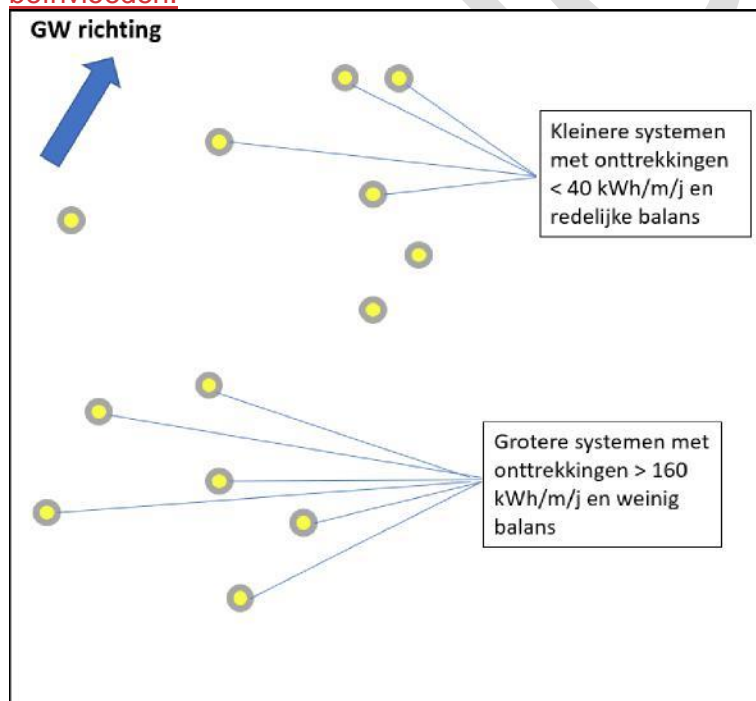 beïnvloeden.
GW richting
Kleinere systemen
met onttrekkingen
< 40 kWh/m/j en
redelijke balans
Grotere systemen met
onttrekkingen > 160
kWh/m/j en weinig
balans